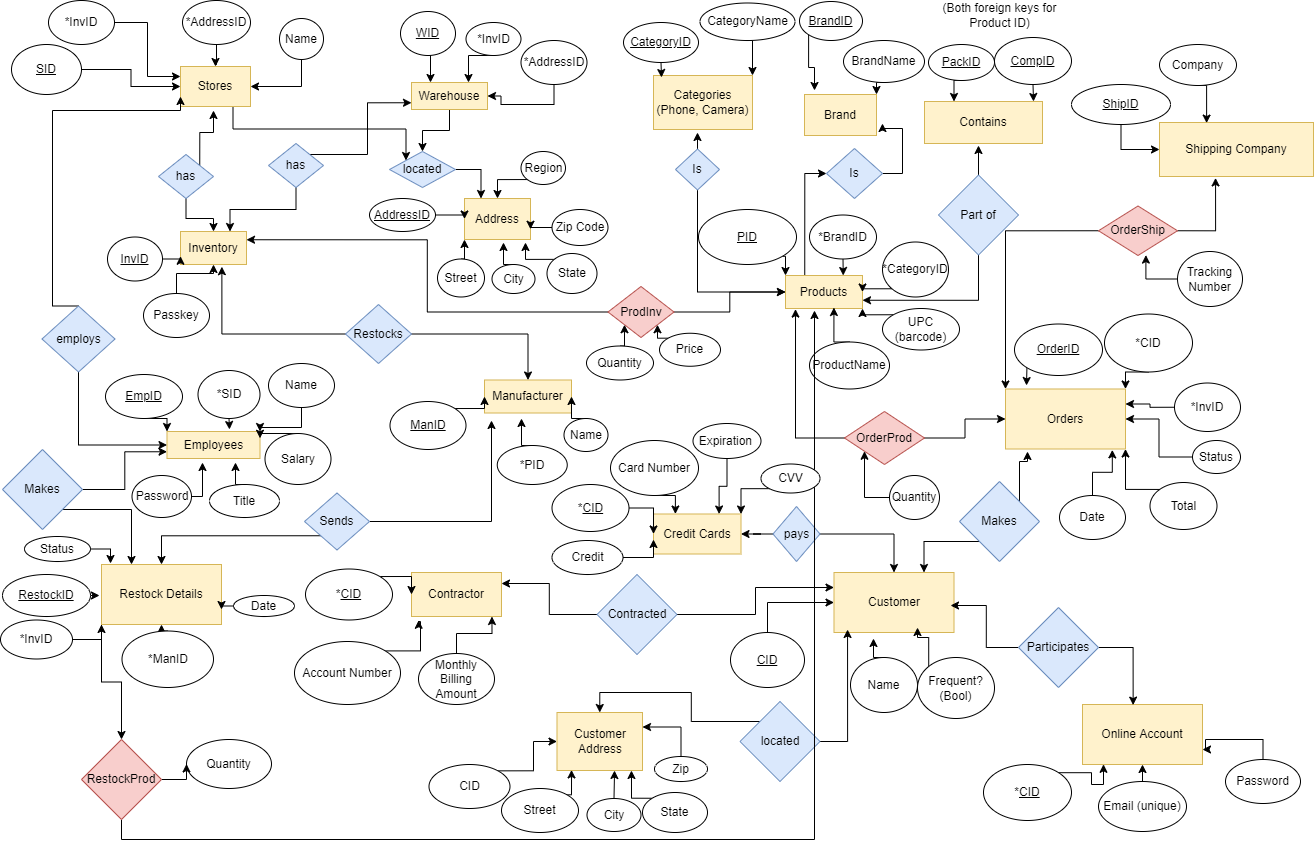 (Both foreign keys for
Product ID)
*InvID
*AddressID
Name
SID
Stores
WID
*InvID
*AddressID
Warehouse
CategoryID
CategoryName
Categories
(Phone, Camera)
BrandID
BrandName
Brand
PackID
CompID
Contains
Company
ShipID
Shipping Company
has
has
located
Region
AddressID
Address
Zip Code
Street
City
State
Is
Is
Part of
OrderShip
Tracking
Number
InvID
Inventory
Passkey
PID
*BrandID
*CategoryID
Products
UPC
(barcode)
ProductName
ProdInv
Quantity
Price
employs
Restocks
OrderID
*CID
*InvID
Orders
Status
Total
Date
EmpID
*SID
Name
Employees
Salary
Password
Title
Manufacturer
ManID
*PID
Name
OrderProd
Quantity
Makes
Sends
Card Number
Expiration
CVV
*CID
Credit Cards
Credit
pays
Makes
Status
RestockID
Restock Details
Date
*InvID
*ManID
*CID
Contractor
Account Number
Monthly
Billing
Amount
Contracted
Customer
CID
Name
Frequent?
(Bool)
Participates
Customer
Address
CID
Street
City
State
Zip
located
Online Account
*CID
Email (unique)
Password
RestockProd
Quantity